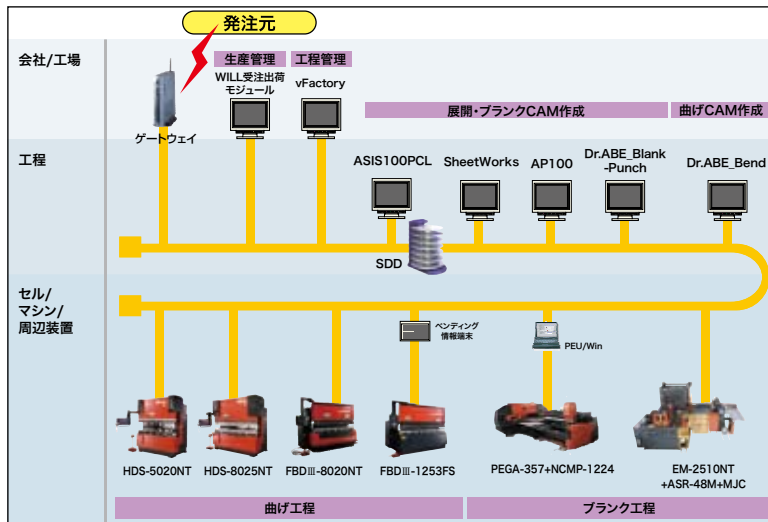 発注元
会社/工場
生産管理
工程管理
WILL受注出荷
モジュール
vFactory
ゲートウェイ
展開・ブランクCAM作成
曲げCAM作成
工程
ASIS100PCL
SheetWorks
AP100
Dr.ABE_Blank
-Punch
Dr.ABE_Bend
SDD
セル/
マシン/
周辺装置
ベンディング
情報端末
PEU/Win
HDS-5020NT
HDS-8025NT
FBDⅢ-8020NT
FBDⅢ-1253FS
PEGA-357+NCMP-1224
EM-2510NT
+ASR-48M+MJC
曲げ工程
ブランク工程